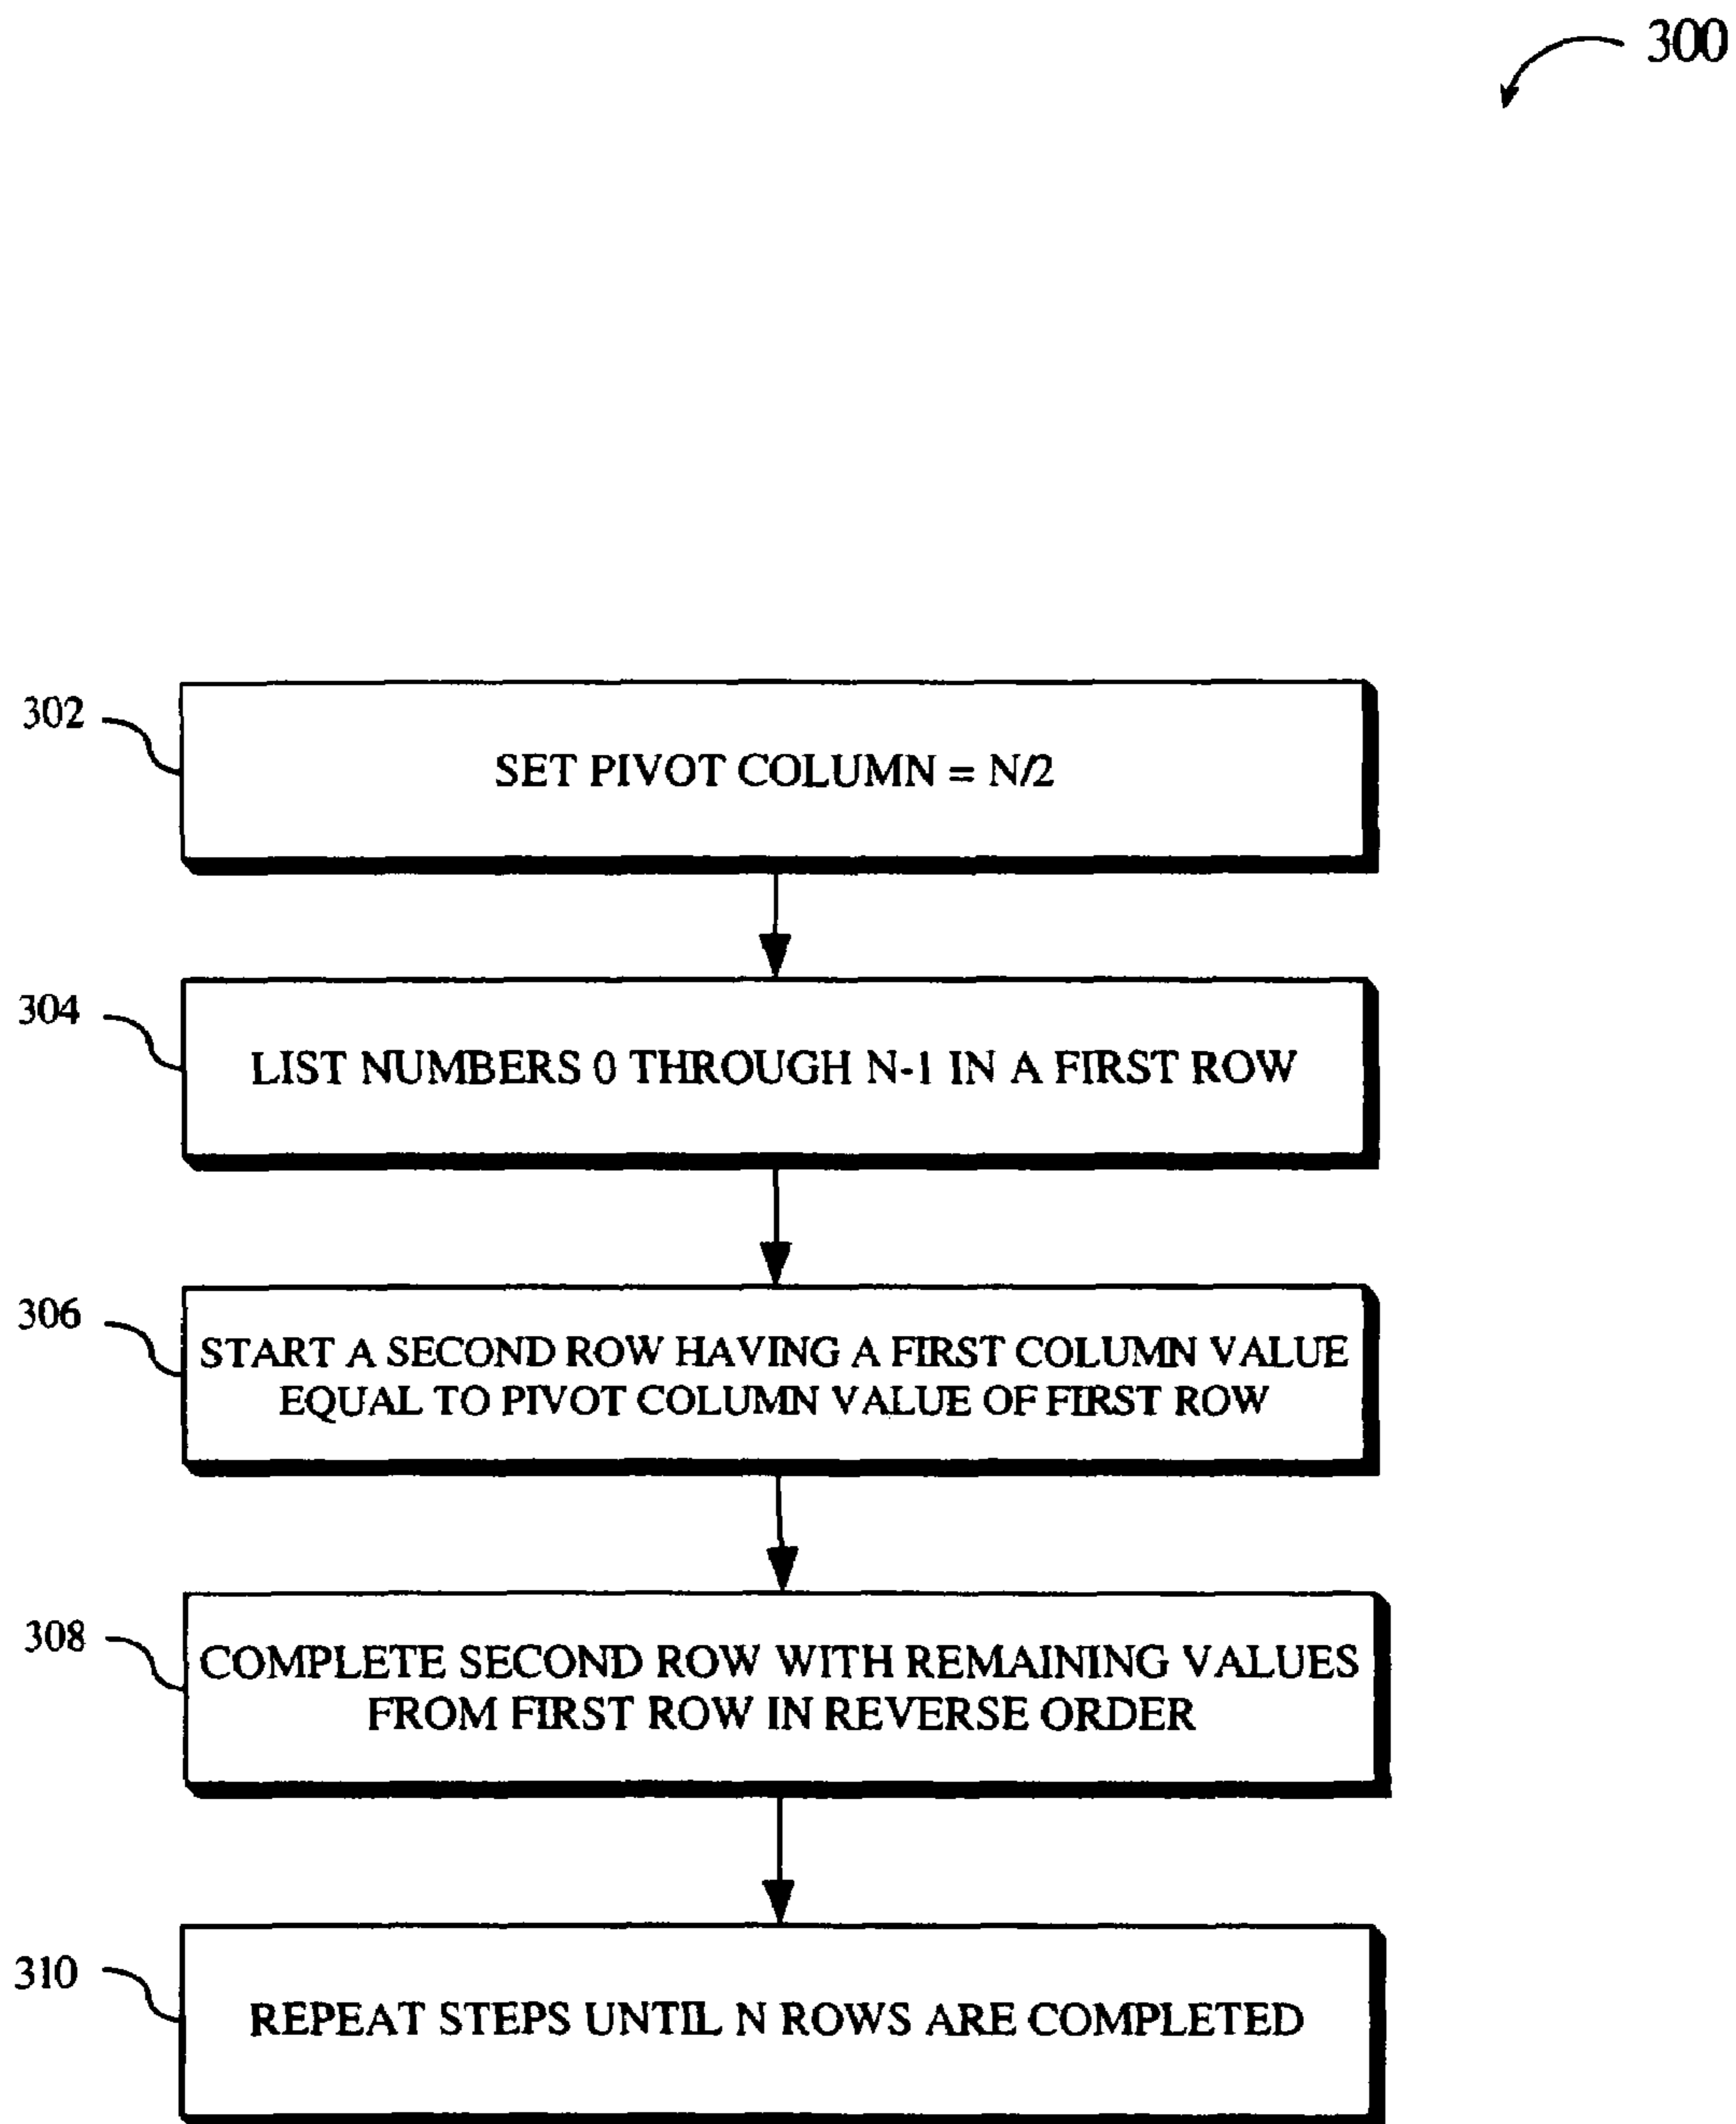 300
302
SET PIVOT COLUMN = N/2
304
LIST NUMBERS 0 THROUGH N-1 IN A FIRST ROW
306
START A SECOND ROW HAVING A FIRST COLUMN VALUE
EQUAL TO PIVOT COLUMN VALUE OF FIRST ROW
308
COMPLETE SECOND ROW WITH REMAINING VALUES
FROM FIRST ROW IN REVERSE ORDER
310
REPEAT STEPS UNTIL N ROWS ARE COMPLETED